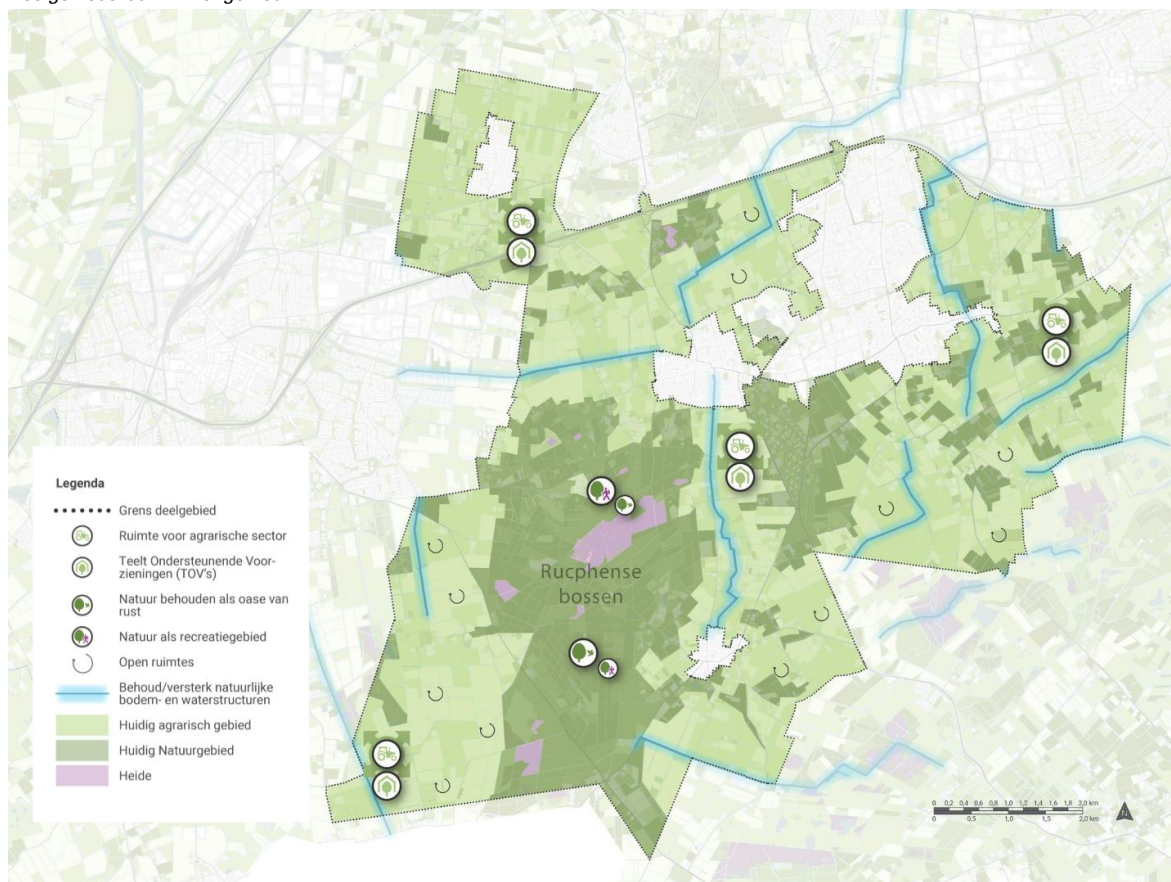 Rucphense
bossen
Legenda
Grens deelgebied
Ruimte voor agrarische sector
Teelt Ondersteunende Voor-
zieningen (TOV's)
Natuur behouden als oase van
rust
Natuur als recreatiegebied
Open ruimtes
Behoud/versterk natuurlijke
bodem- en waterstructuren
Huidig agrarisch gebied
Huidig Natuurgebied
Heide
0 0,2 0,4 0,6 0,8 1,0 1,2 1,4 1,6 1,8 2,0 km
0 0,5 1,0 1,5 2,0 km
N